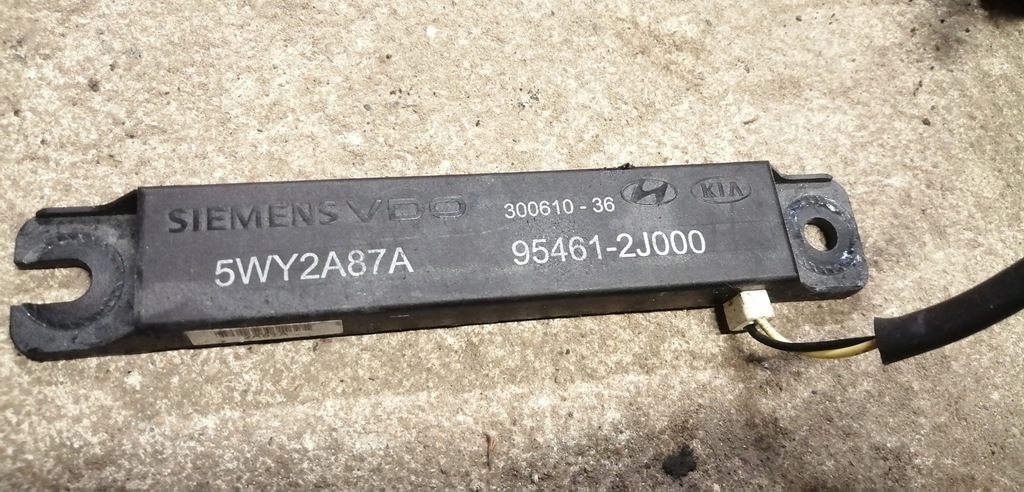 SIEMENS VDO 300610 - 36 KIA
5WY2A87A 95461-2J000